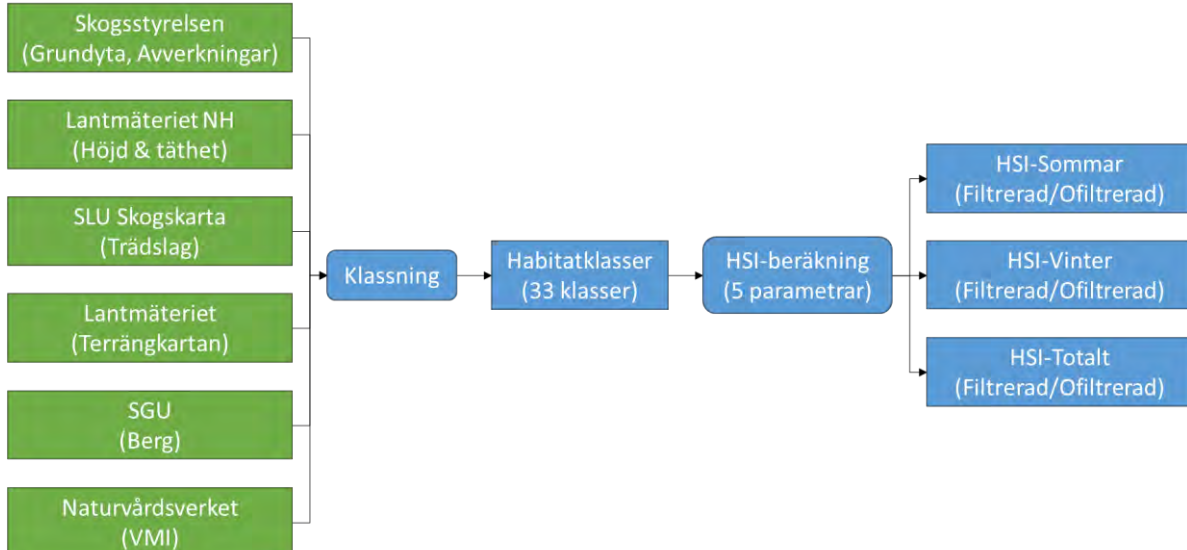 Skogsstyrelsen
(Grundyta, Avverkningar)
Lantmäteriet NH
(Höjd & täthet)
SLU Skogskarta
(Trädslag)
Lantmäteriet
(Terrängkartan)
SGU
(Berg)
Naturvårdsverket
(VMI)
Klassning
Habitatklasser
(33 klasser)
HSI-beräkning
(5 parametrar)
HSI-Sommar
(Filtrerad/Ofiltrerad)
HSI-Vinter
(Filtrerad/Ofiltrerad)
HSI-Totalt
(Filtrerad/Ofiltrerad)